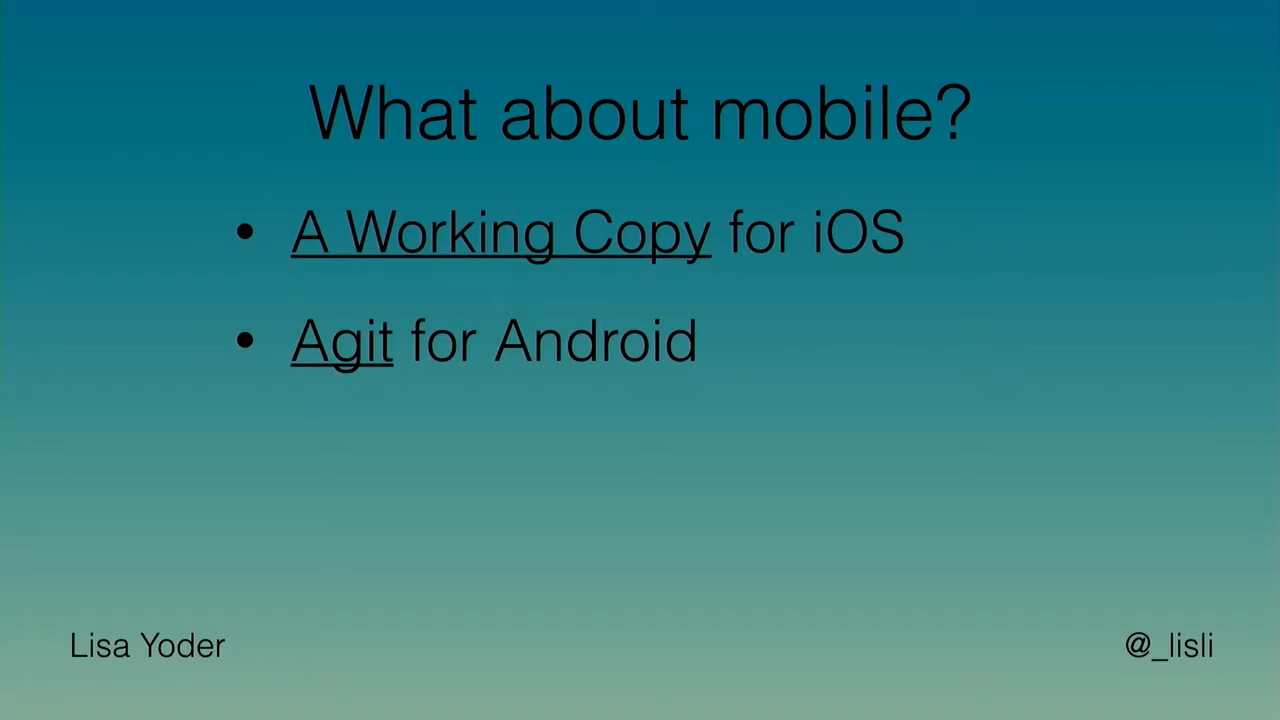 What about mobile?
• A Working Copy for iOS
• Agit for Android
Lisa Yoder
@_lisli